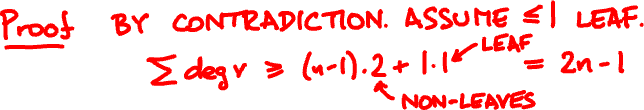 Proof BY CONTRADICTION. ASSUME ≤ 1 LEAF.
∑ deg v ≥ (n-1)·2 + 1·1 = 2n-1
LEAF
NON-LEAVES